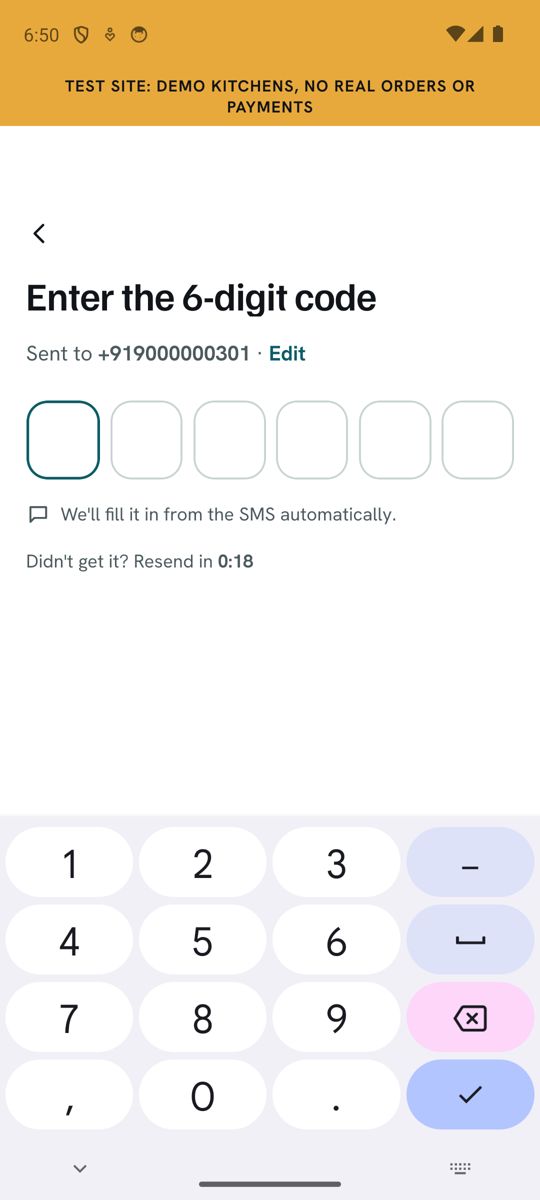 6:50
TEST SITE: DEMO KITCHENS, NO REAL ORDERS OR
PAYMENTS
Enter the 6-digit code
Sent to +919000000301 · Edit
We'll fill it in from the SMS automatically.
Didn't get it? Resend in 0:18
1 2 3 –
4 5 6
7 8 9
, 0 .